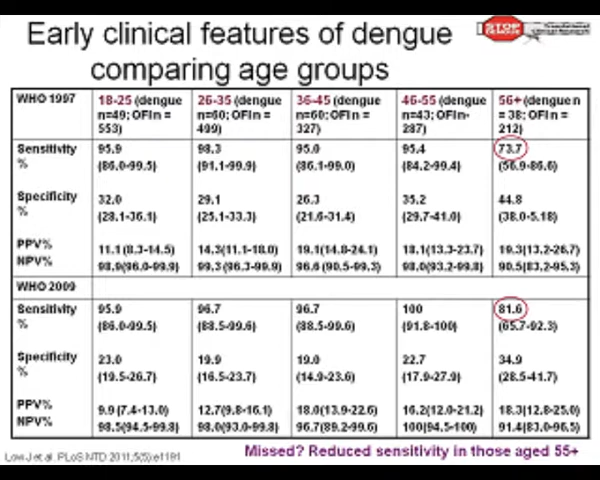 Early clinical features of dengue
comparing age groups
STOP
DENGUE
WHO 1997 18-25 (dengue n=49; OFI n = 553) 26-35 (dengue n=60; OFI n = 499) 36-45 (dengue n=60; OFI n = 327) 46-55 (dengue n=43; OFI n- 287) 56+ (dengue n = 38; OFI n = 212)
Sensitivity % 95.9 (86.0-99.5) 98.3 (91.1-99.9) 95.0 (86.1-99.0) 95.4 (84.2-99.4) 73.7 (56.9-86.6)
Specificity % 32.0 (28.1-36.1) 29.1 (25.1-33.3) 26.3 (21.6-31.4) 35.2 (29.7-41.0) 44.8 (38.0-5.18)
PPV% 11.1 (8.3-14.5) 14.3(11.1-18.0) 19.1(14.8-24.1) 18.1(13.3-23.7) 19.3(13.2-26.7)
NPV% 98.9(96.0-99.9) 99.3 (96.3-99.9) 96.6 (90.5-99.3) 98.0(93.2-99.8) 90.5(83.2-95.3)
WHO 2009
Sensitivity % 95.9 (86.0-99.5) 96.7 (88.5-99.6) 96.7 (88.5-99.6) 100 (91.8-100) 81.6 (65.7-92.3)
Specificity % 23.0 (19.5-26.7) 19.9 (16.5-23.7) 19.0 (14.9-23.6) 22.7 (17.9-27.9) 34.9 (28.5-41.7)
PPV% 9.9 (7.4-13.0) 12.7(9.8-16.1) 18.0(13.9-22.6) 16.2(12.0-21.2) 18.3(12.8-25.0)
NPV% 98.5(94.5-99.8) 98.0(93.0-99.8) 96.7(89.2-99.6) 100(94.5-100) 91.4(83.0-96.5)
Low J et al. PLoS NTD 2011;5(5):e1191
Missed? Reduced sensitivity in those aged 55+